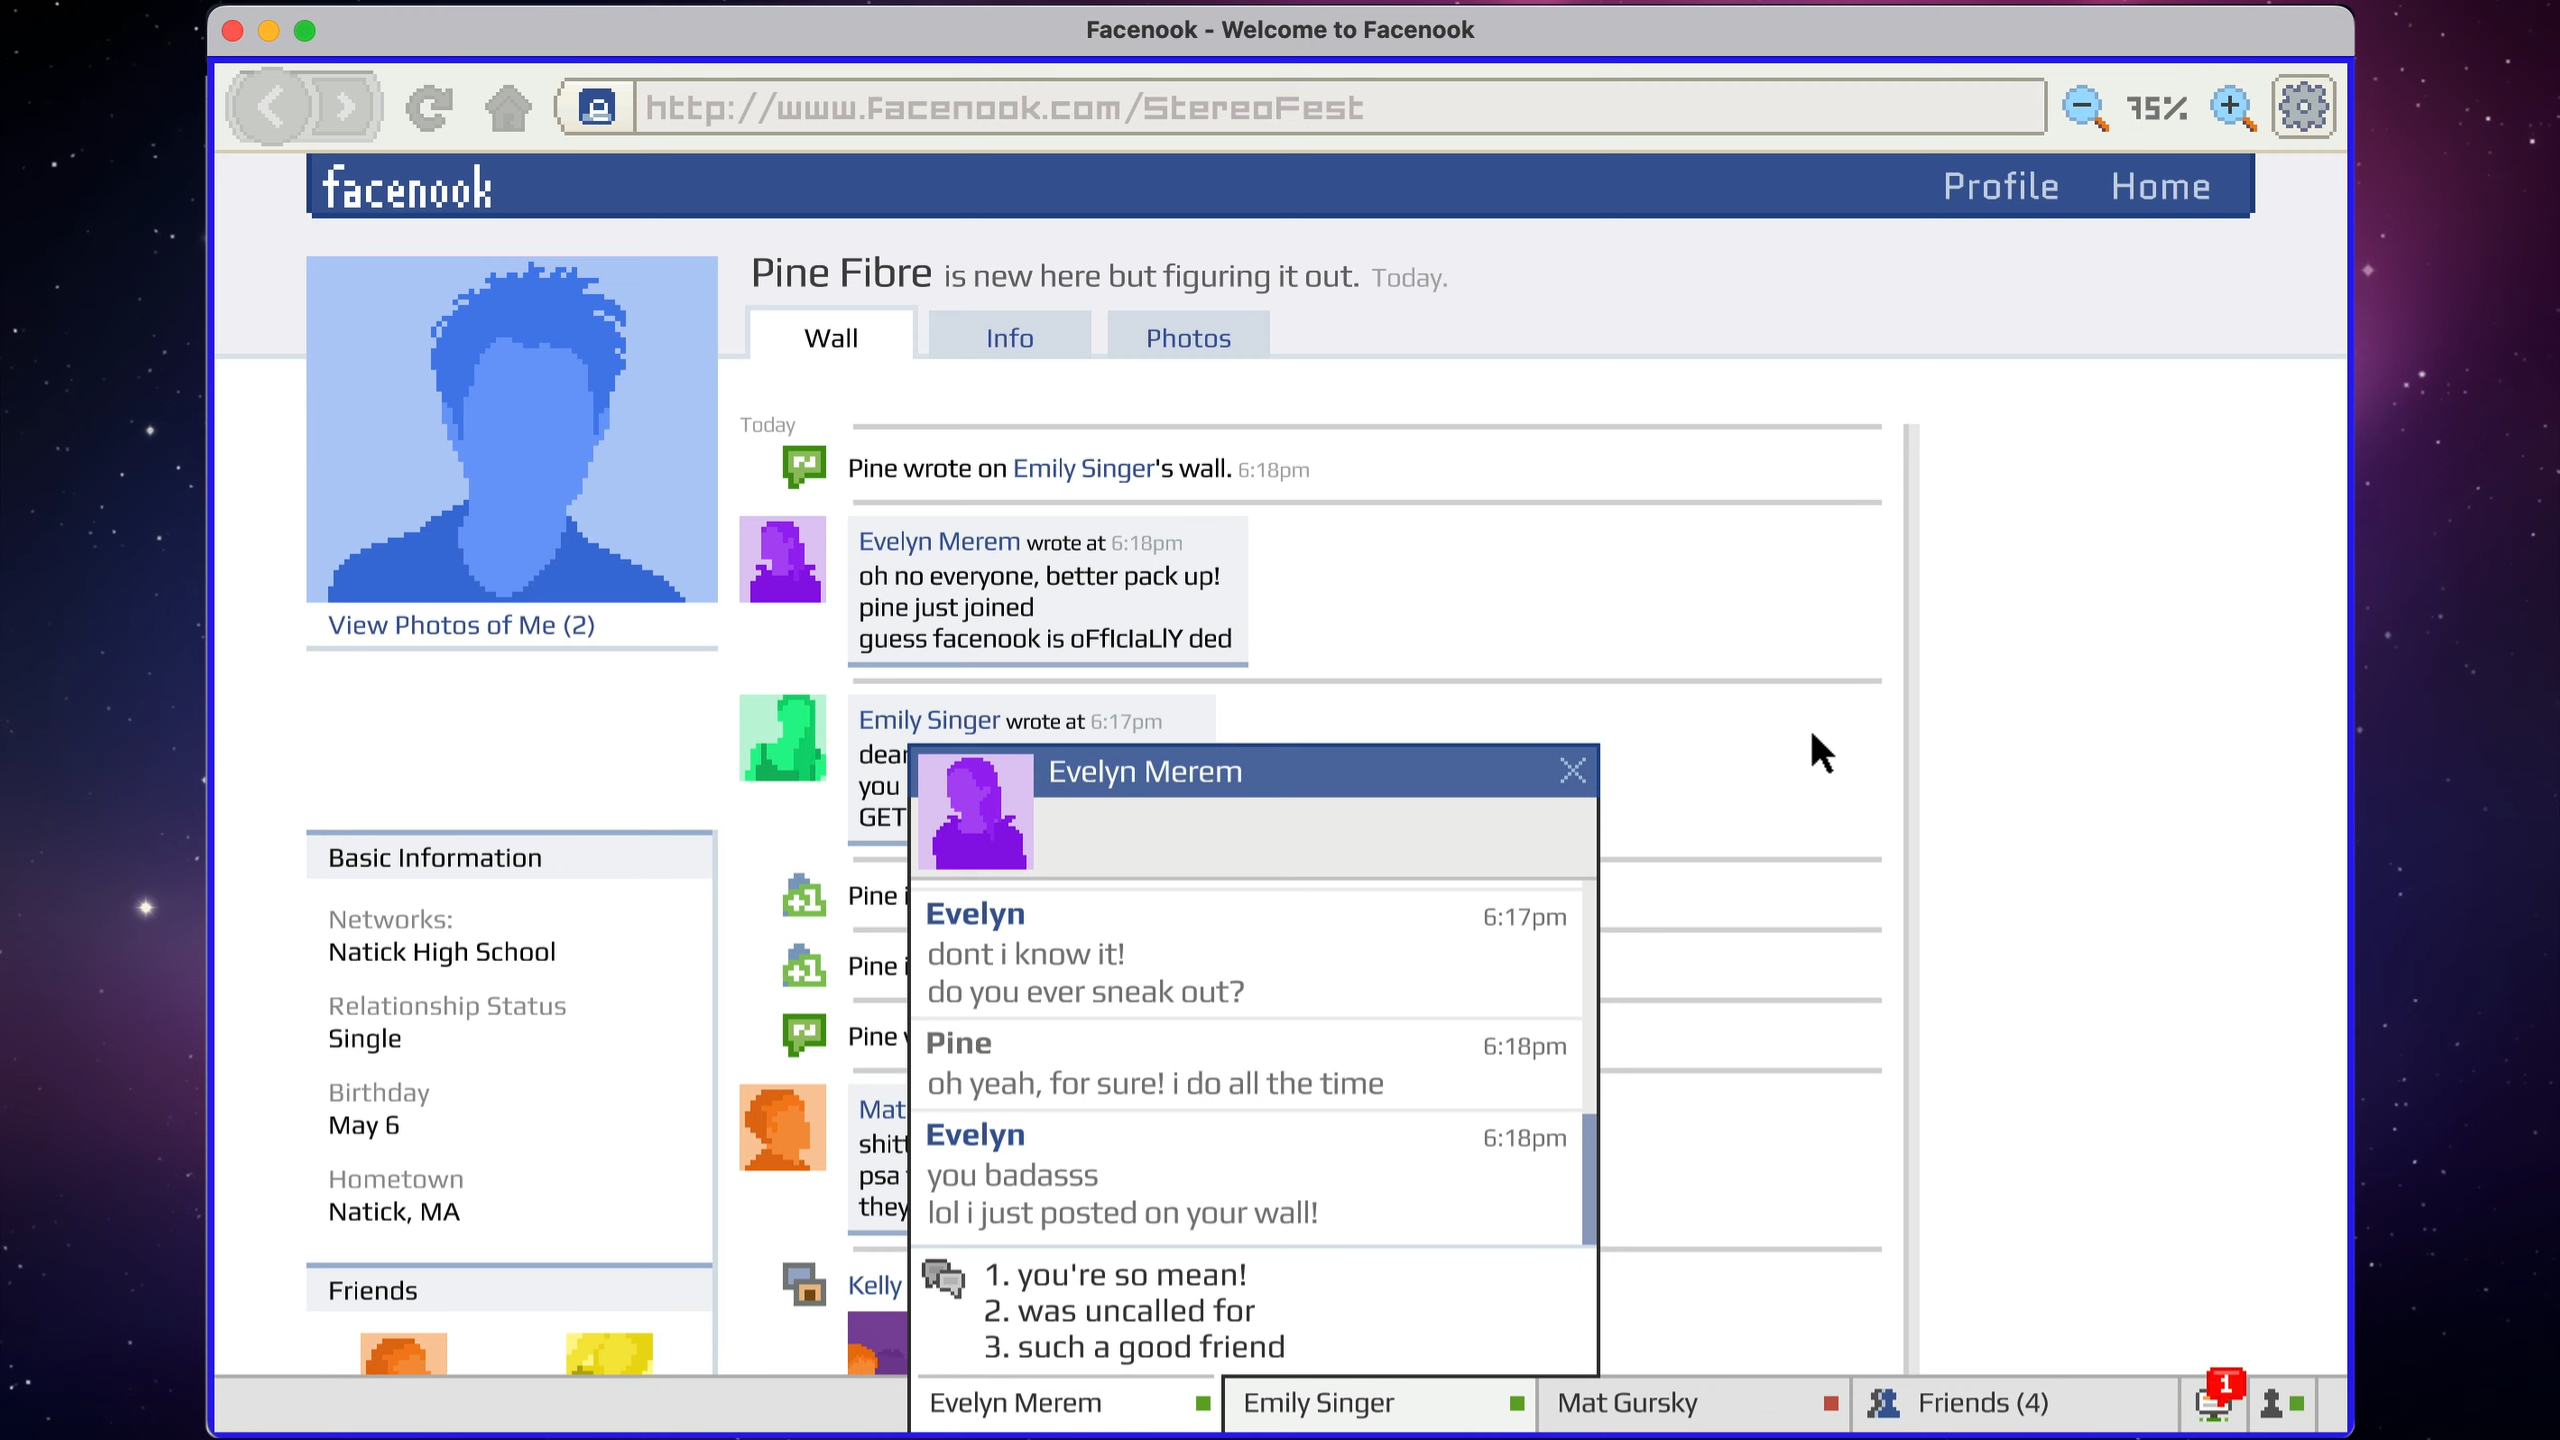 Facenook - Welcome to Facenook
http://www.Facenook.com/StereoFest
75%
facenook
Profile Home
Pine Fibre is new here but figuring it out. Today.
Wall Info Photos
View Photos of Me (2)
Basic Information
Networks:
Natick High School
Relationship Status
Single
Birthday
May 6
Hometown
Natick, MA
Friends
Today
Pine wrote on Emily Singer's wall. 6:18pm
Evelyn Merem wrote at 6:18pm
oh no everyone, better pack up!
pine just joined
guess facenook is oFfIcIaLlY ded
Emily Singer wrote at 6:17pm
dear
you
GET
Pine i
Pine i
Pine
Mat
shitt
psa
they
Kelly
Evelyn Merem
Evelyn 6:17pm
dont i know it!
do you ever sneak out?
Pine 6:18pm
oh yeah, for sure! i do all the time
Evelyn 6:18pm
you badasss
lol i just posted on your wall!
1. you're so mean!
2. was uncalled for
3. such a good friend
Evelyn Merem Emily Singer Mat Gursky Friends (4) 1